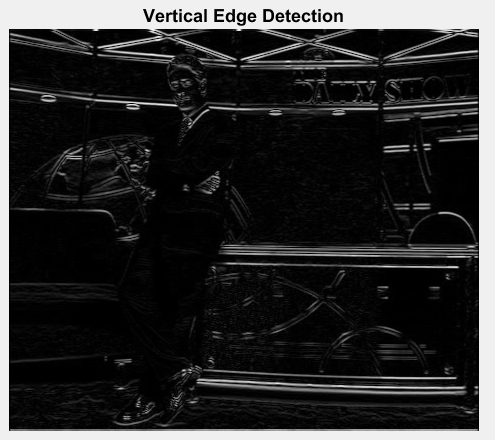 Vertical Edge Detection
THE
DAILY SHOW